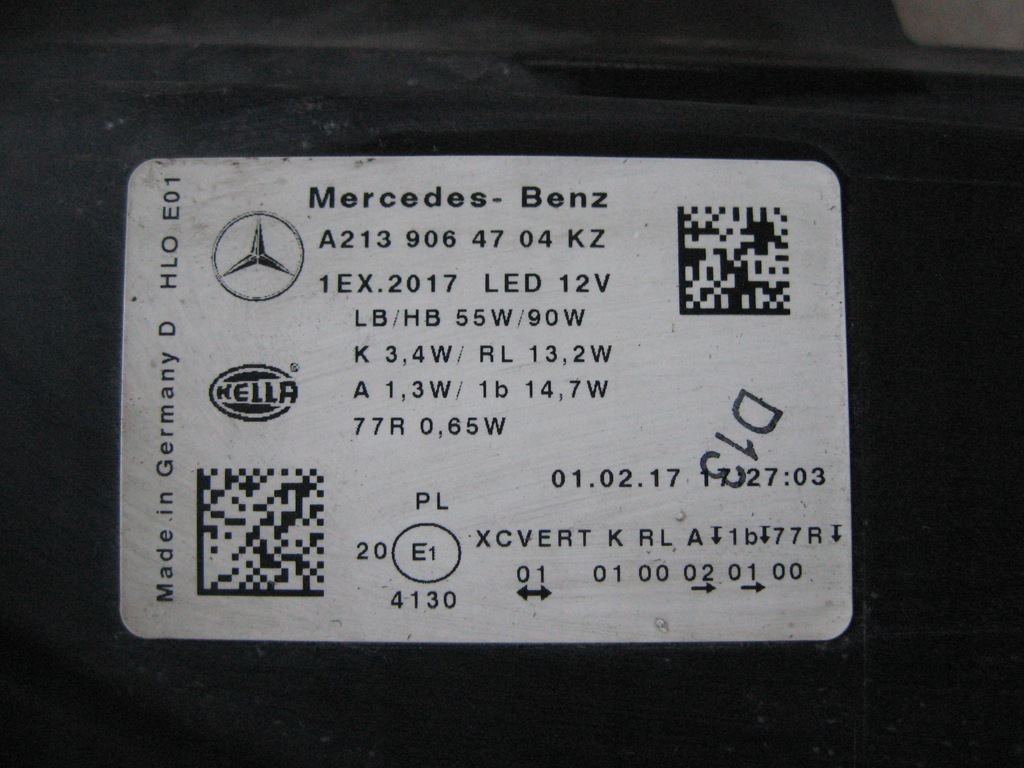 Made in Germany D HLO E01
Mercedes- Benz
A213 906 47 04 KZ
1EX.2017 LED 12V
LB/HB 55W/90W
K 3,4W/ RL 13,2W
HELLA®
A 1,3W/ 1b 14,7W
77R 0,65W
D13
01.02.17 17:27:03
PL
20 E1 XCVERT K RL A↧1b↧77R↧
01 01 00 02 01 00
4130